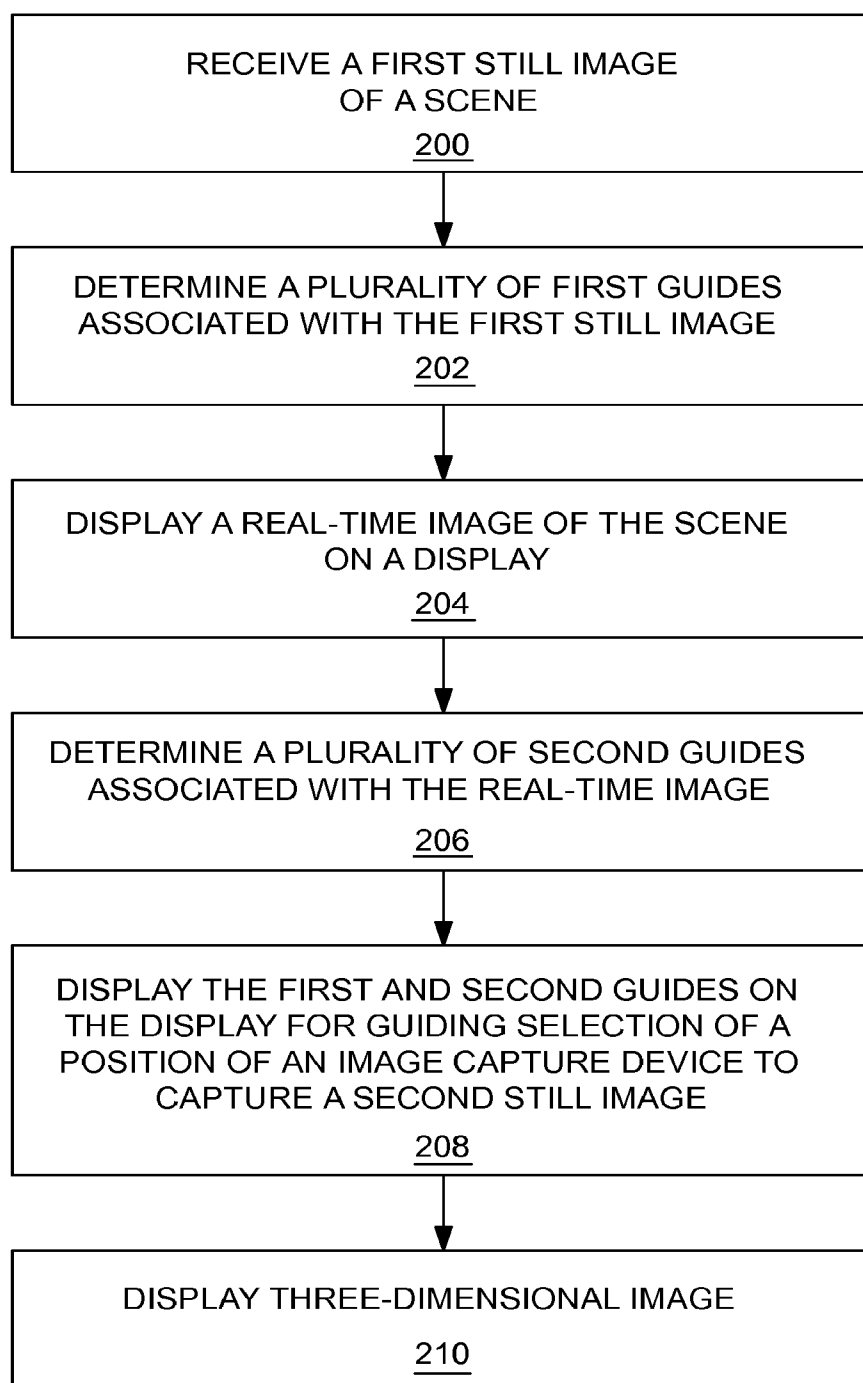 RECEIVE A FIRST STILL IMAGE
OF A SCENE
200
DETERMINE A PLURALITY OF FIRST GUIDES
ASSOCIATED WITH THE FIRST STILL IMAGE
202
DISPLAY A REAL-TIME IMAGE OF THE SCENE
ON A DISPLAY
204
DETERMINE A PLURALITY OF SECOND GUIDES
ASSOCIATED WITH THE REAL-TIME IMAGE
206
DISPLAY THE FIRST AND SECOND GUIDES ON
THE DISPLAY FOR GUIDING SELECTION OF A
POSITION OF AN IMAGE CAPTURE DEVICE TO
CAPTURE A SECOND STILL IMAGE
208
DISPLAY THREE-DIMENSIONAL IMAGE
210